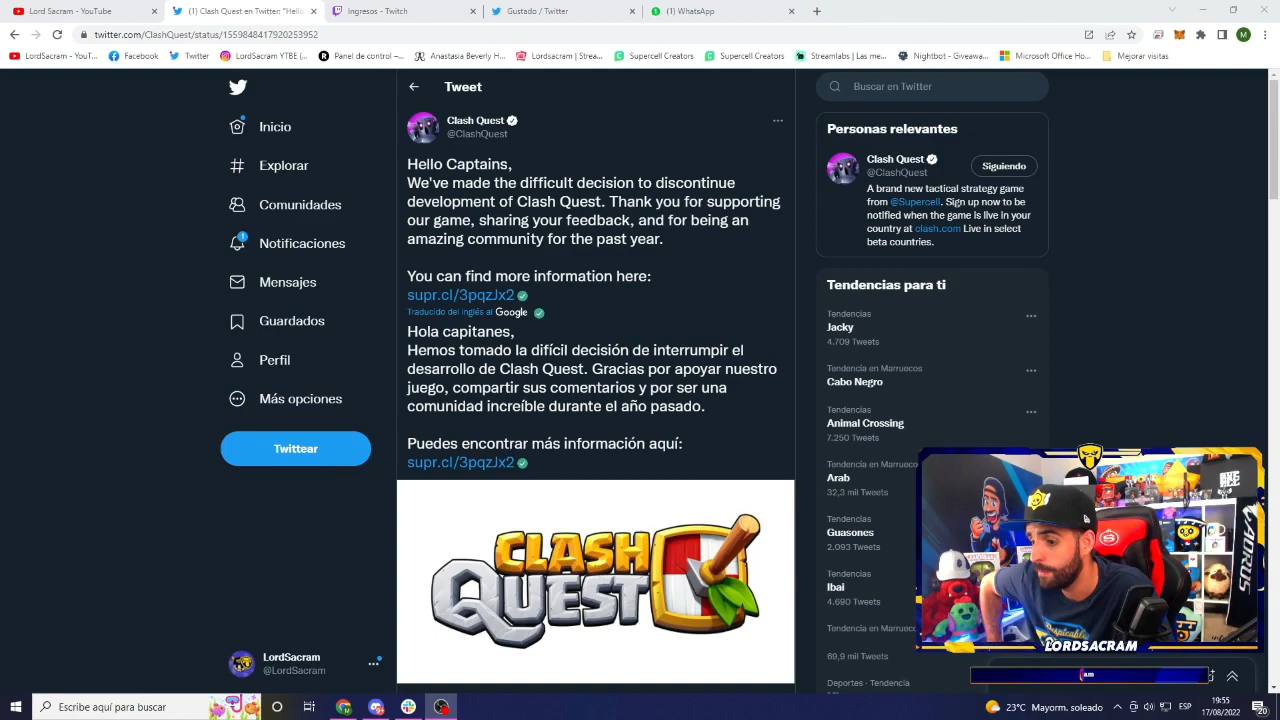 Lord Sacram - YouTube
(1) Clash Quest en Twitter: "Hello
Ingresos - Twitch
Gustado / Twitter
(1) WhatsApp
twitter.com/ClashQuest/status/1559848417920253952
LordSacram - YouT...
Facebook
Twitter
LordSacram YTBE (...
Panel de control -...
Anastasia Beverly H...
Lordsacram | Strea...
Supercell Creators
Supercell Creators
Streamlabs | Las me...
Nightbot - Giveawa...
Microsoft Office Ho...
Mejorar visitas
Inicio
Explorar
Comunidades
1
Notificaciones
Mensajes
Guardados
Perfil
Más opciones
Twittear
LordSacram
@LordSacram
Tweet
Clash Quest
@ClashQuest
Hello Captains,
We've made the difficult decision to discontinue
development of Clash Quest. Thank you for supporting
our game, sharing your feedback, and for being an
amazing community for the past year.
You can find more information here:
supr.cl/3pqzJx2
Traducido del inglés al Google
Hola capitanes,
Hemos tomado la difícil decisión de interrumpir el
desarrollo de Clash Quest. Gracias por apoyar nuestro
juego, compartir sus comentarios y por ser una
comunidad increíble durante el año pasado.
Puedes encontrar más información aquí:
supr.cl/3pqzJx2
CLASH
QUEST
Buscar en Twitter
Personas relevantes
Clash Quest
@ClashQuest
Siguiendo
A brand new tactical strategy game
from @Supercell. Sign up now to be
notified when the game is live in your
country at clash.com Live in select
beta countries.
Tendencias para ti
Tendencias
Jacky
4.709 Tweets
Tendencia en Marruecos
Cabo Negro
Tendencias
Animal Crossing
7.250 Tweets
Tendencia en Marrueco
Arab
32,3 mil Tweets
Tendencias
Guasones
2.093 Tweets
Tendencias
Ibai
4.690 Tweets
Tendencia en Marrueco
69,9 mil Tweets
Deportes · Tendencia
LORDSACRAM
Escribe aquí para buscar
23°C Mayorm. soleado
ESP
19:55
17/08/2022
20